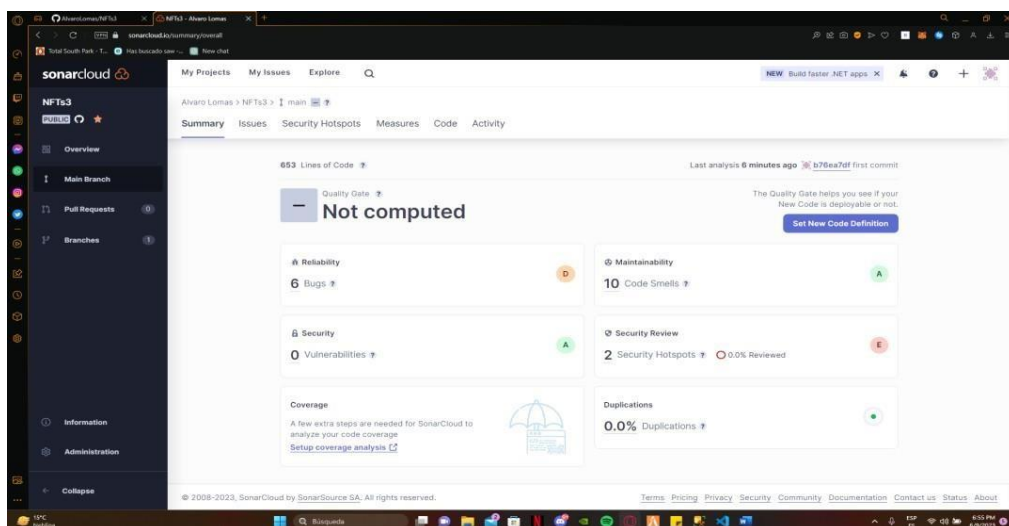 AlvaroLomas/NFTs3
NFTs3 - Alvaro Lomas
VPN
sonarcloud.io/summary/overall
Total South Park - T...
New chat
sonarcloud
My Projects
My Issues
Explore
NEW Build faster .NET apps
NFTs3
PUBLIC
Alvaro Lomas > NFTs3 > main
Summary
Issues
Security Hotspots
Measures
Code
Activity
Overview
Main Branch
Pull Requests 0
Branches 1
653 Lines of Code
Last analysis 6 minutes ago b76ea7df first commit
Quality Gate
Not computed
The Quality Gate helps you see if your
New Code is deployable or not.
Set New Code Definition
Reliability
6 Bugs
D
Maintainability
10 Code Smells
A
Security
0 Vulnerabilities
A
Security Review
2 Security Hotspots
0.0% Reviewed
E
Coverage
A few extra steps are needed for SonarCloud to
analyze your code coverage
Setup coverage analysis
Duplications
0.0% Duplications
Information
Administration
Collapse
© 2008-2023, SonarCloud by SonarSource SA. All rights reserved.
Terms
Pricing
Privacy
Security
Community
Documentation
Contact us
Status
About
15°C
Búsqueda
ESP
6:55 PM